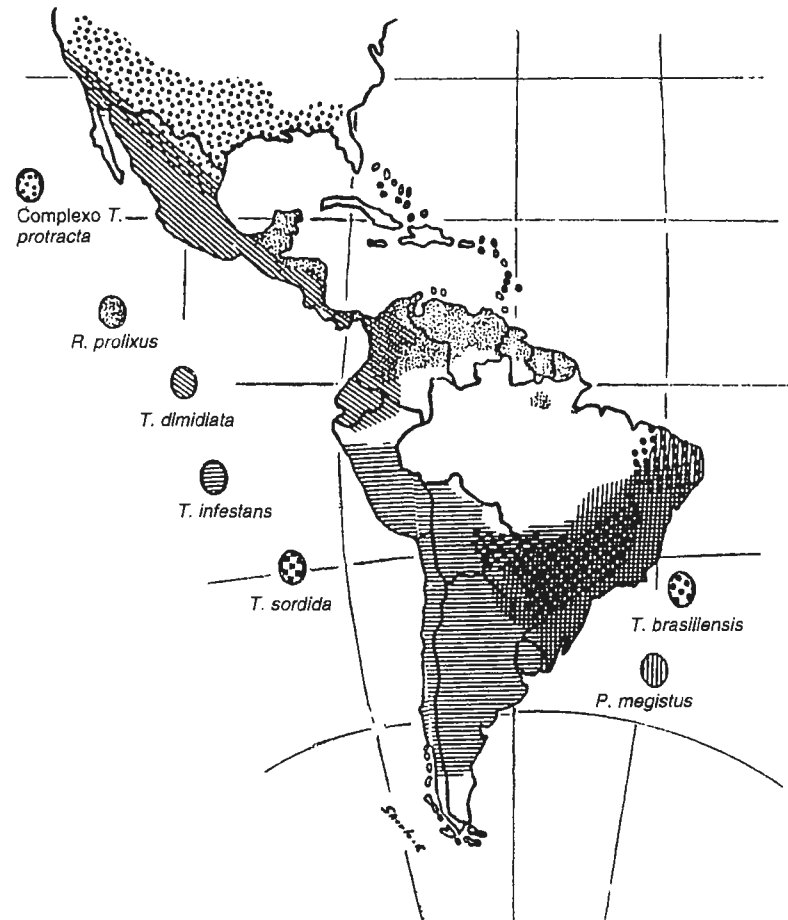 Complexo T.
protracta
R. prolixus
T. dimidiata
T. infestans
T. sordida
T. brasiliensis
P. megistus